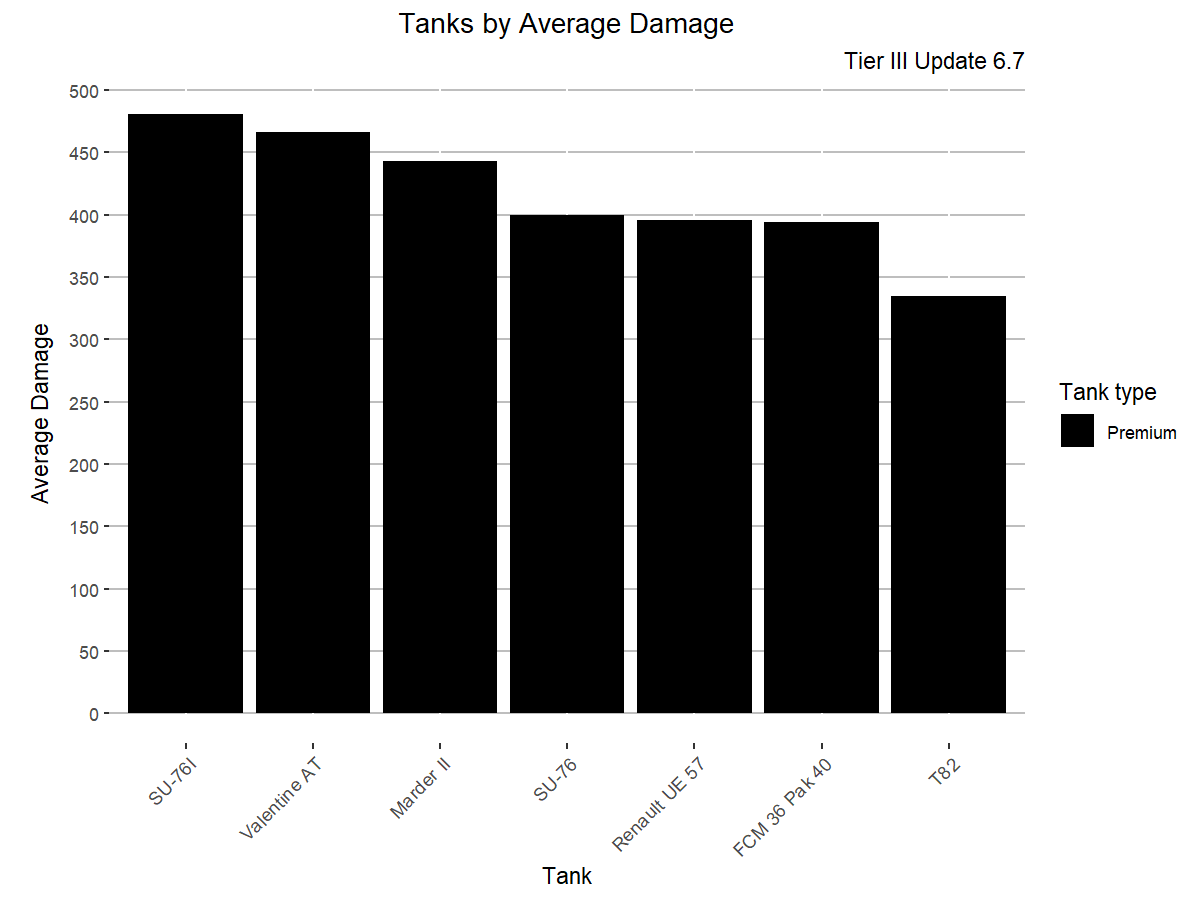 Tanks by Average Damage
Tier III Update 6.7
500
450
400
350
300
250
200
150
100
50
0
Average Damage
SU-76I
Valentine AT
Marder II
SU-76
Renault UE 57
FCM 36 Pak 40
T82
Tank
Tank type
Premium